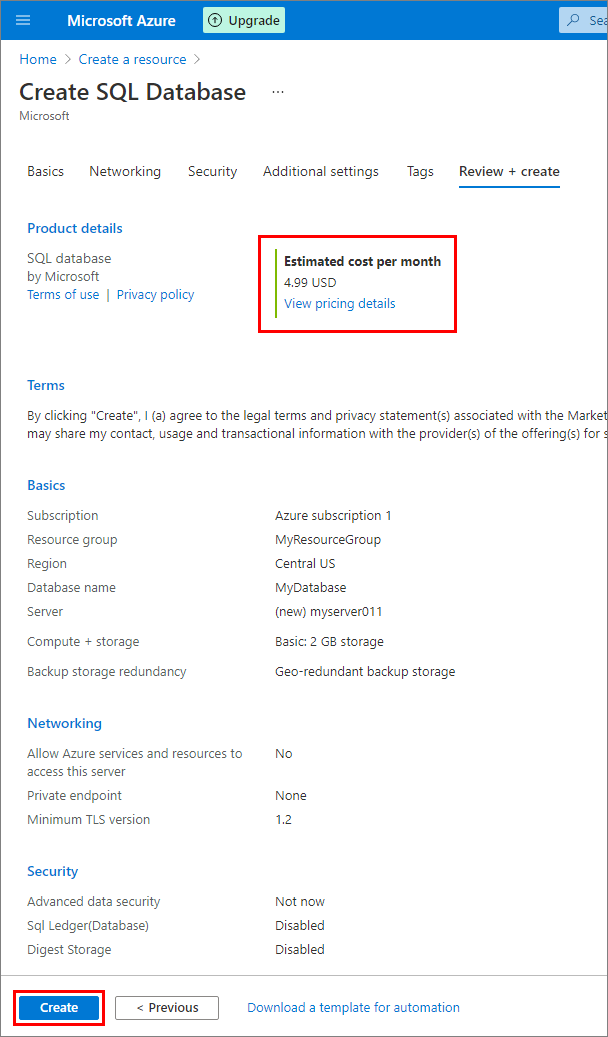 Microsoft Azure
Upgrade
Home > Create a resource >
Create SQL Database ...
Microsoft
Basics Networking Security Additional settings Tags Review + create
Product details
SQL database
by Microsoft
Terms of use | Privacy policy
Estimated cost per month
4.99 USD
View pricing details
Terms
By clicking "Create", I (a) agree to the legal terms and privacy statement(s) associated with the
may share my contact, usage and transactional information with the provider(s) of the offering(s) for
Basics
Subscription Azure subscription 1
Resource group MyResourceGroup
Region Central US
Database name MyDatabase
Server (new) myserver011
Compute + storage Basic: 2 GB storage
Backup storage redundancy Geo-redundant backup storage
Networking
Allow Azure services and resources to No
access this server
Private endpoint None
Minimum TLS version 1.2
Security
Advanced data security Not now
Sql Ledger(Database) Disabled
Digest Storage Disabled
Create
< Previous
Download a template for automation